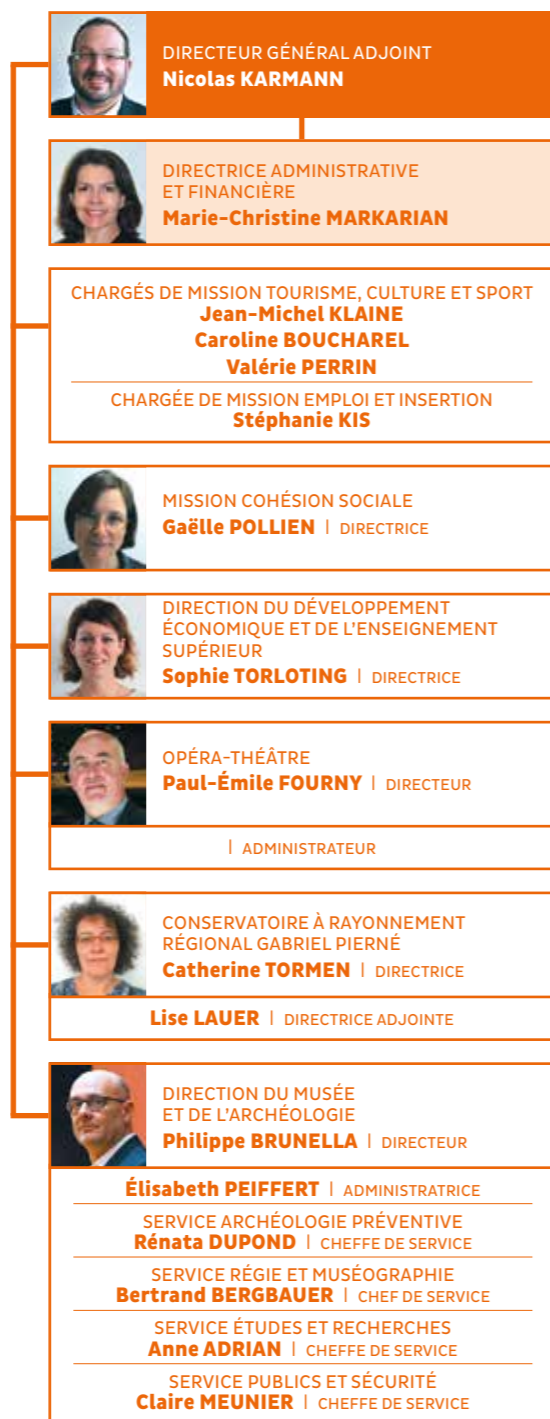 DIRECTEUR GÉNÉRAL ADJOINT
Nicolas KARMANN
DIRECTRICE ADMINISTRATIVE
ET FINANCIÈRE
Marie-Christine MARKARIAN
CHARGÉS DE MISSION TOURISME, CULTURE ET SPORT
Jean-Michel KLAINE
Caroline BOUCHAREL
Valérie PERRIN
CHARGÉE DE MISSION EMPLOI ET INSERTION
Stéphanie KIS
MISSION COHÉSION SOCIALE
Gaëlle POLLIEN | DIRECTRICE
DIRECTION DU DÉVELOPPEMENT
ÉCONOMIQUE ET DE L'ENSEIGNEMENT
SUPÉRIEUR
Sophie TORLOTING | DIRECTRICE
OPÉRA-THÉÂTRE
Paul-Émile FOURNY | DIRECTEUR
| ADMINISTRATEUR
CONSERVATOIRE À RAYONNEMENT
RÉGIONAL GABRIEL PIERNÉ
Catherine TORMEN | DIRECTRICE
Lise LAUER | DIRECTRICE ADJOINTE
DIRECTION DU MUSÉE
ET DE L'ARCHÉOLOGIE
Philippe BRUNELLA | DIRECTEUR
Élisabeth PEIFFERT | ADMINISTRATRICE
SERVICE ARCHÉOLOGIE PRÉVENTIVE
Rénata DUPOND | CHEFFE DE SERVICE
SERVICE RÉGIE ET MUSÉOGRAPHIE
Bertrand BERGBAUER | CHEF DE SERVICE
SERVICE ÉTUDES ET RECHERCHES
Anne ADRIAN | CHEFFE DE SERVICE
SERVICE PUBLICS ET SÉCURITÉ
Claire MEUNIER | CHEFFE DE SERVICE